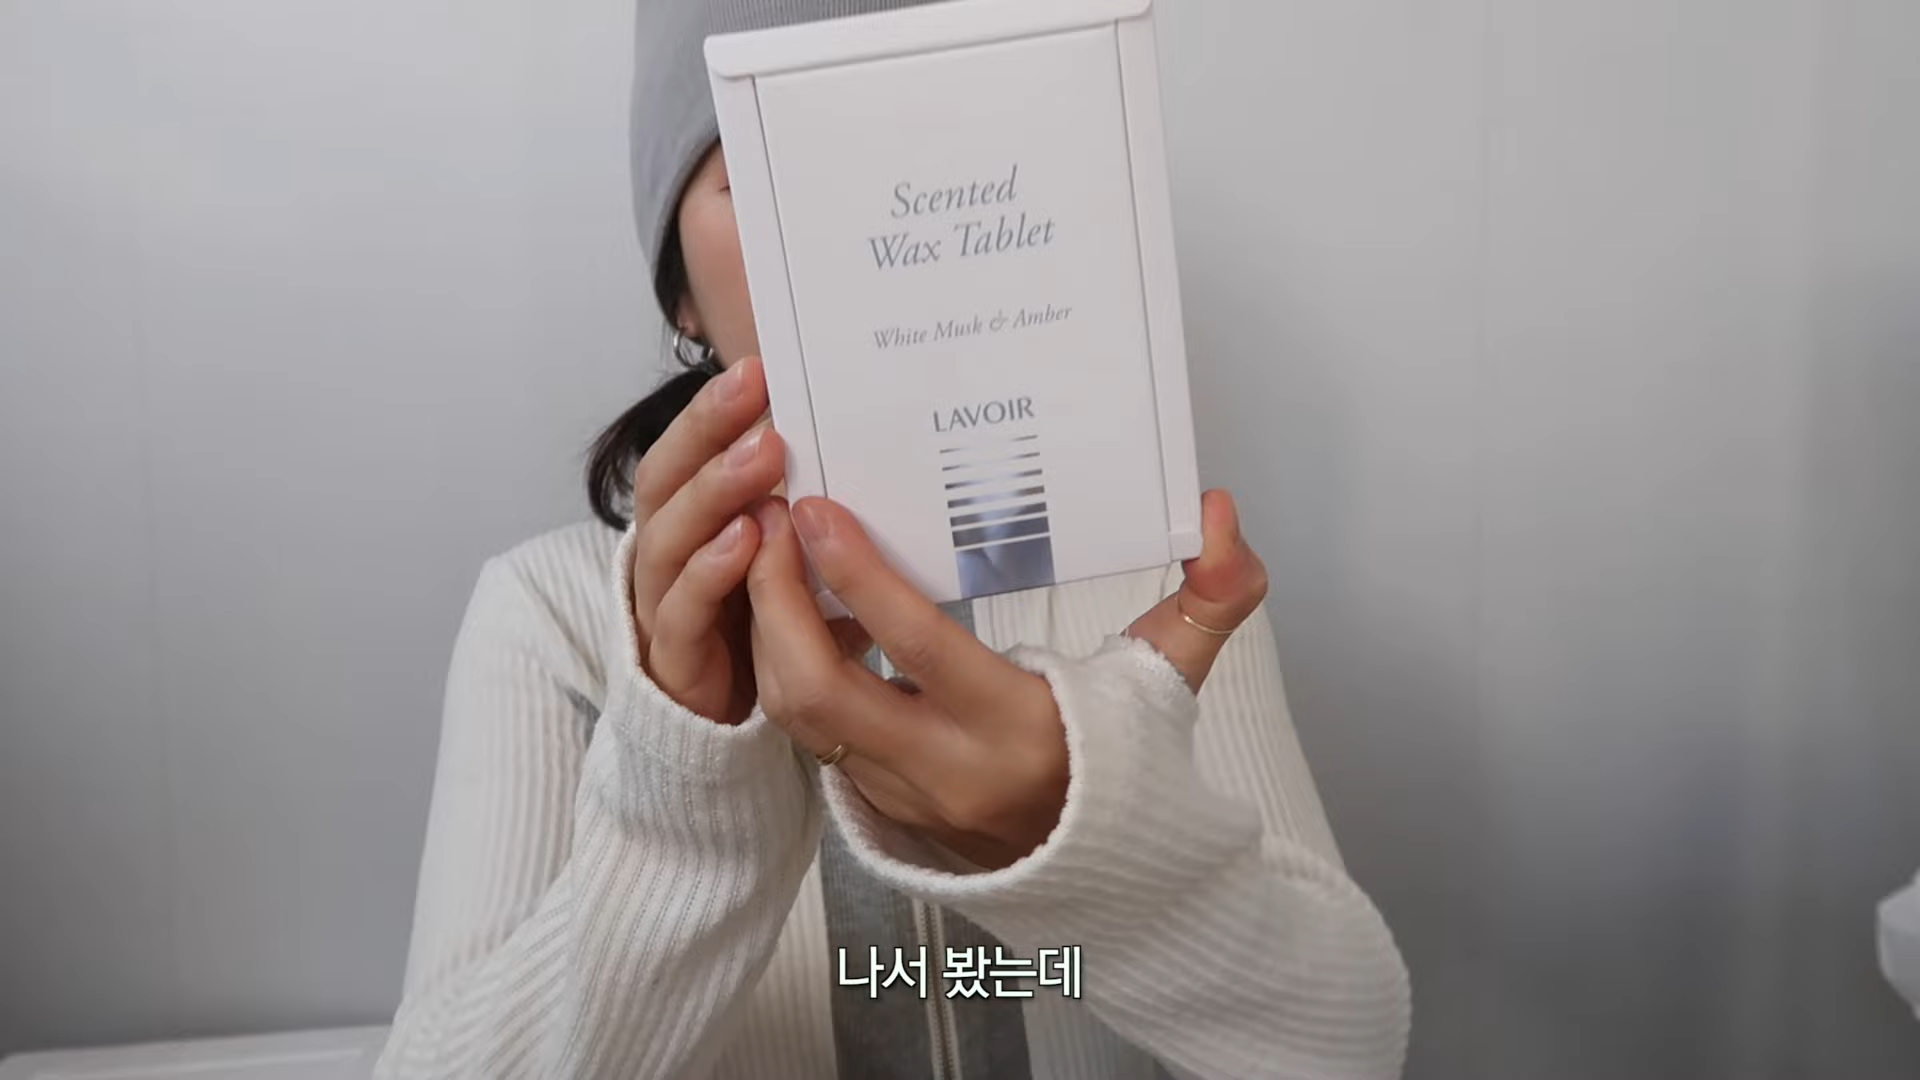 Scented
Wax Tablet
White Musk & Amber
LAVOIR
나서 봤는데